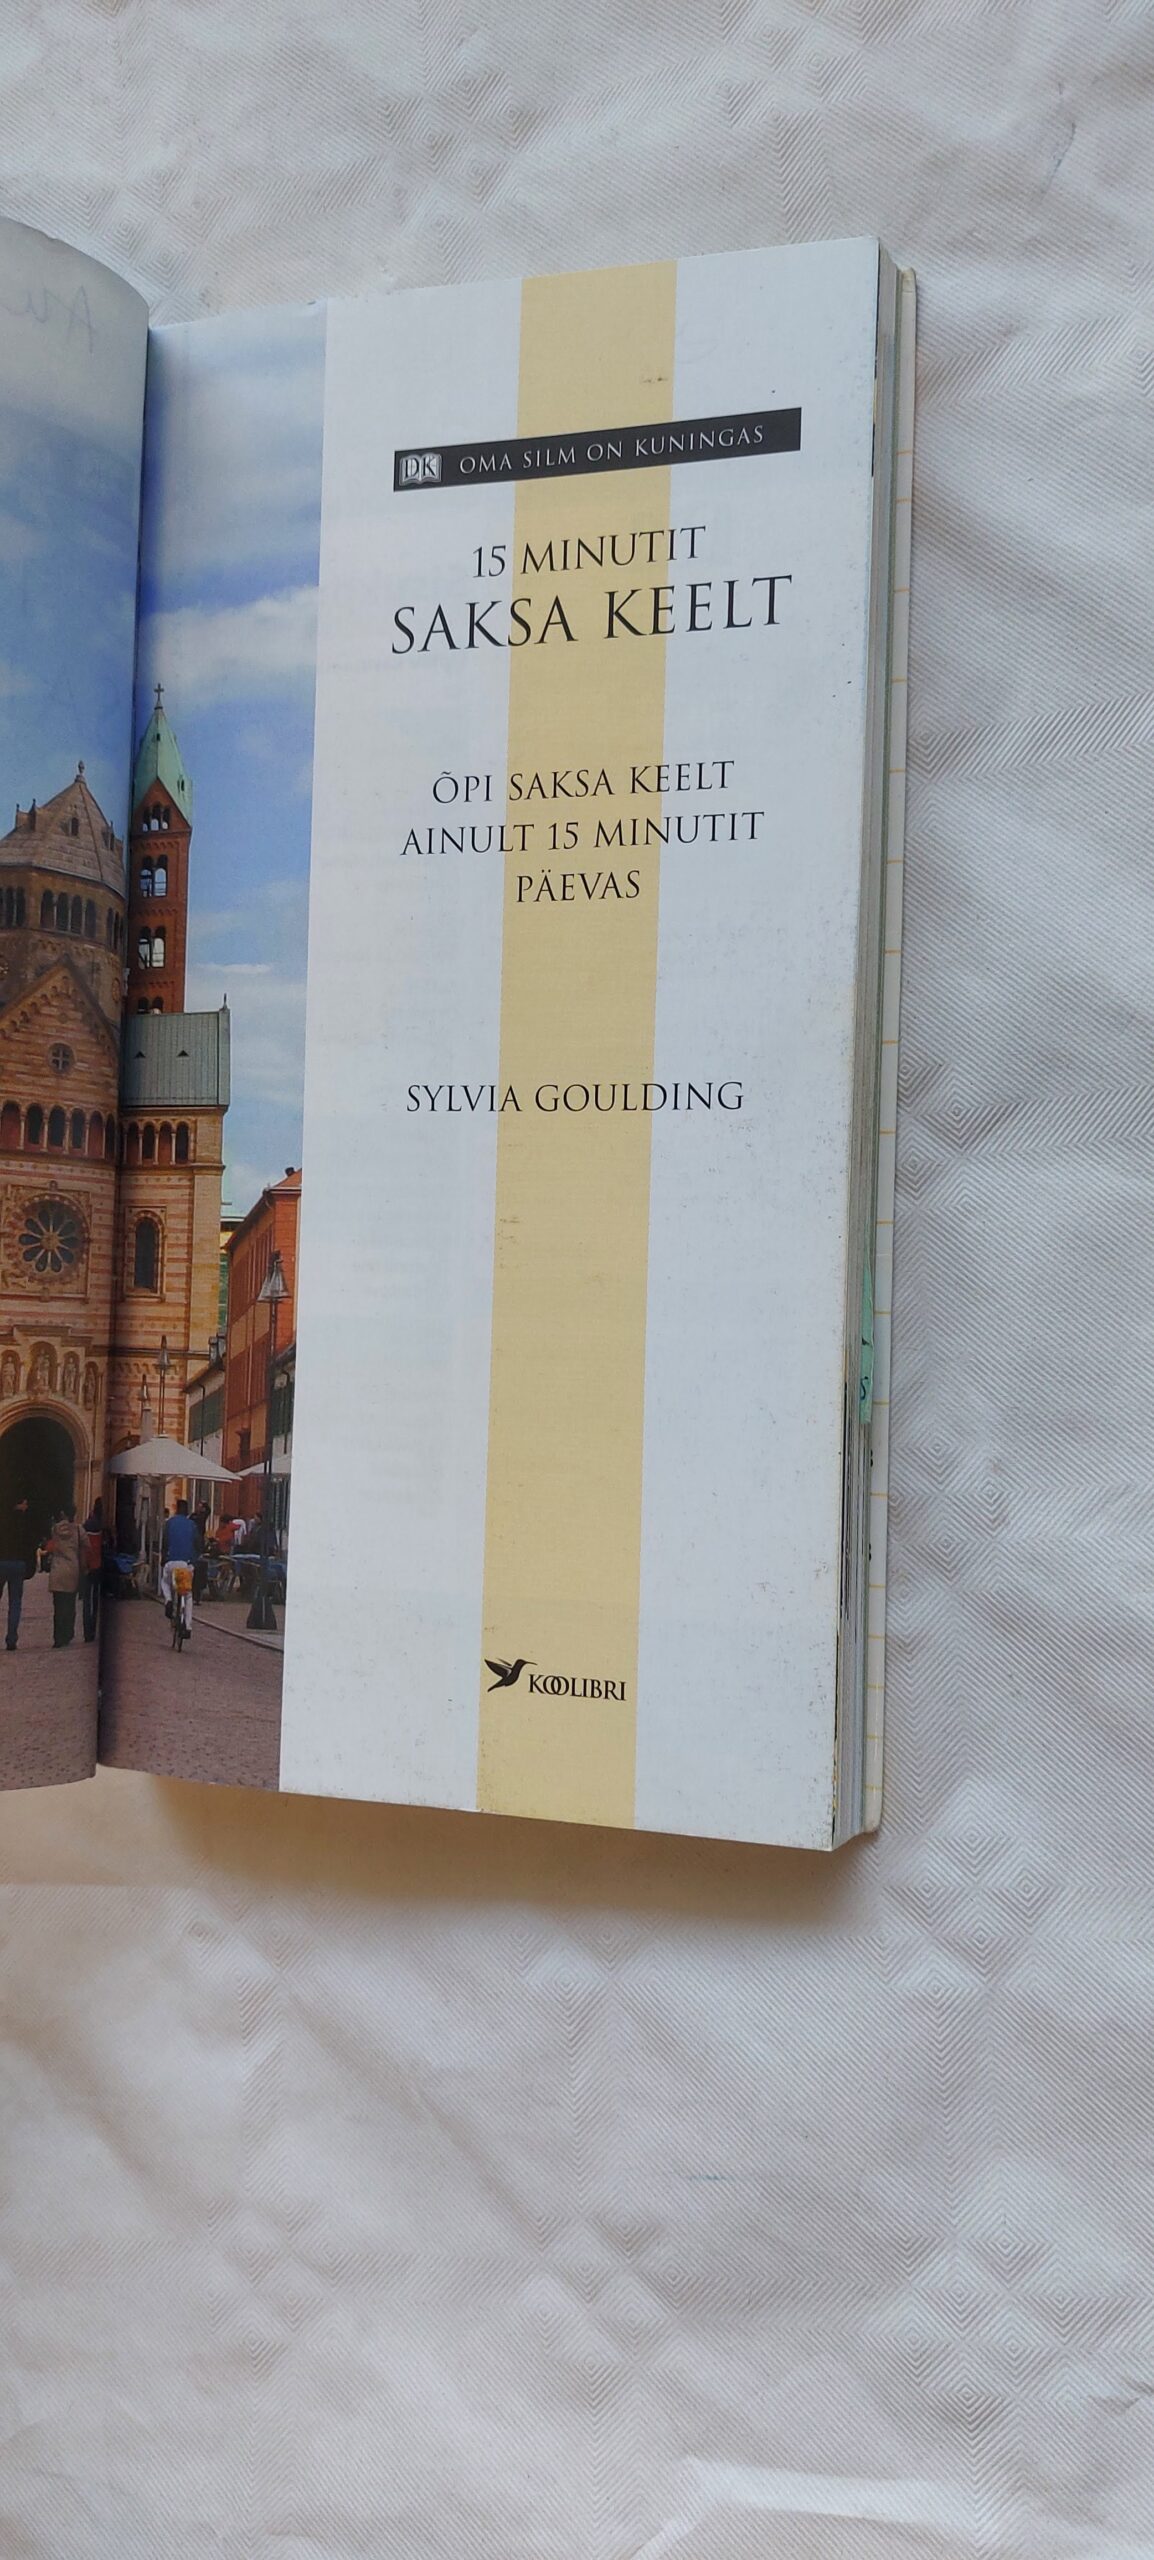 DK OMA SILM ON KUNINGAS
15 MINUTIT
SAKSA KEELT
ÕPI SAKSA KEELT
AINULT 15 MINUTIT
PÄEVAS
SYLVIA GOULDING
KOOLIBRI